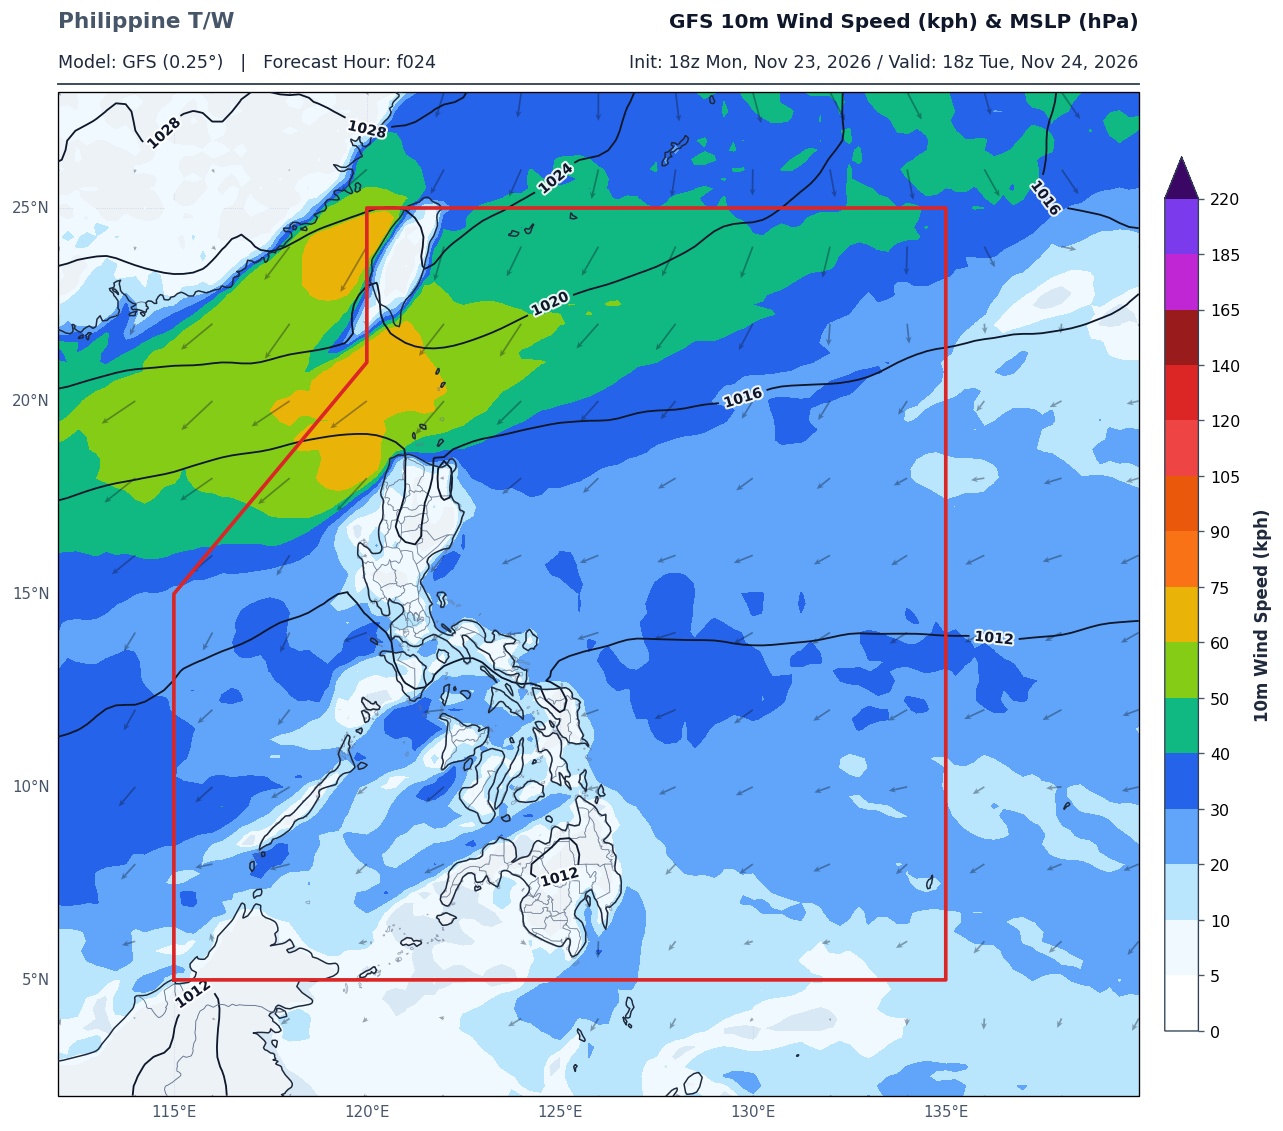 Philippine T/W
GFS 10m Wind Speed (kph) & MSLP (hPa)
Model: GFS (0.25°)   |   Forecast Hour: f024
Init: 18z Mon, Nov 23, 2026 / Valid: 18z Tue, Nov 24, 2026
1028
1028
1024
1016
1020
1016
1012
1012
1012
25°N
20°N
15°N
10°N
5°N
115°E
120°E
125°E
130°E
135°E
220
185
165
140
120
105
90
75
60
50
40
30
20
10
5
0
10m Wind Speed (kph)